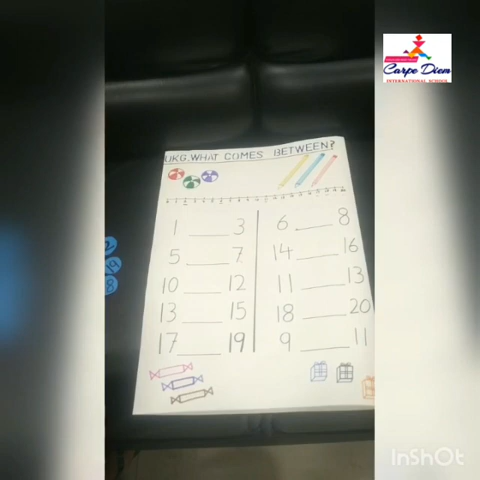 Carpe Diem
INTERNATIONAL SCHOOL
UKG.WHAT COMES BETWEEN?
1 ___ 3 6 ___ 8
5 ___ 7 14 ___ 16
10 ___ 12 11 ___ 13
13 ___ 15 18 ___ 20
17 ___ 19 9 ___ 11
InShOt